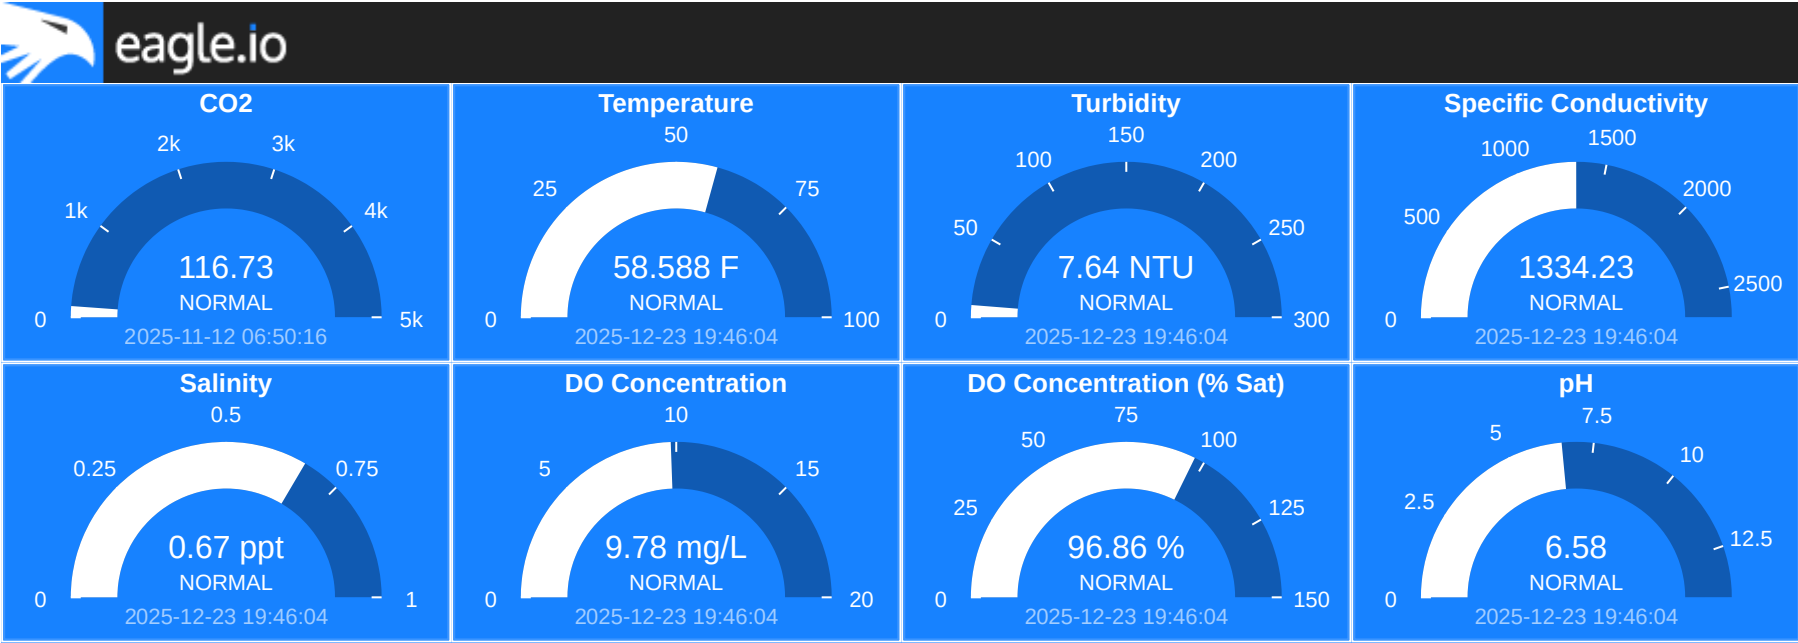 eagle.io
CO2
2k 3k
1k 4k
0 5k
116.73
NORMAL
2025-11-12 06:50:16
Temperature
50
25 75
0 100
58.588 F
NORMAL
2025-12-23 19:46:04
Turbidity
150
100 200
50 250
0 300
7.64 NTU
NORMAL
2025-12-23 19:46:04
Specific Conductivity
1000 1500
500 2000
2500
0
1334.23
NORMAL
2025-12-23 19:46:04
Salinity
0.5
0.25 0.75
0 1
0.67 ppt
NORMAL
2025-12-23 19:46:04
DO Concentration
10
5 15
0 20
9.78 mg/L
NORMAL
2025-12-23 19:46:04
DO Concentration (% Sat)
75
50 100
25 125
0 150
96.86 %
NORMAL
2025-12-23 19:46:04
pH
5 7.5
2.5 10
12.5
0
6.58
NORMAL
2025-12-23 19:46:04